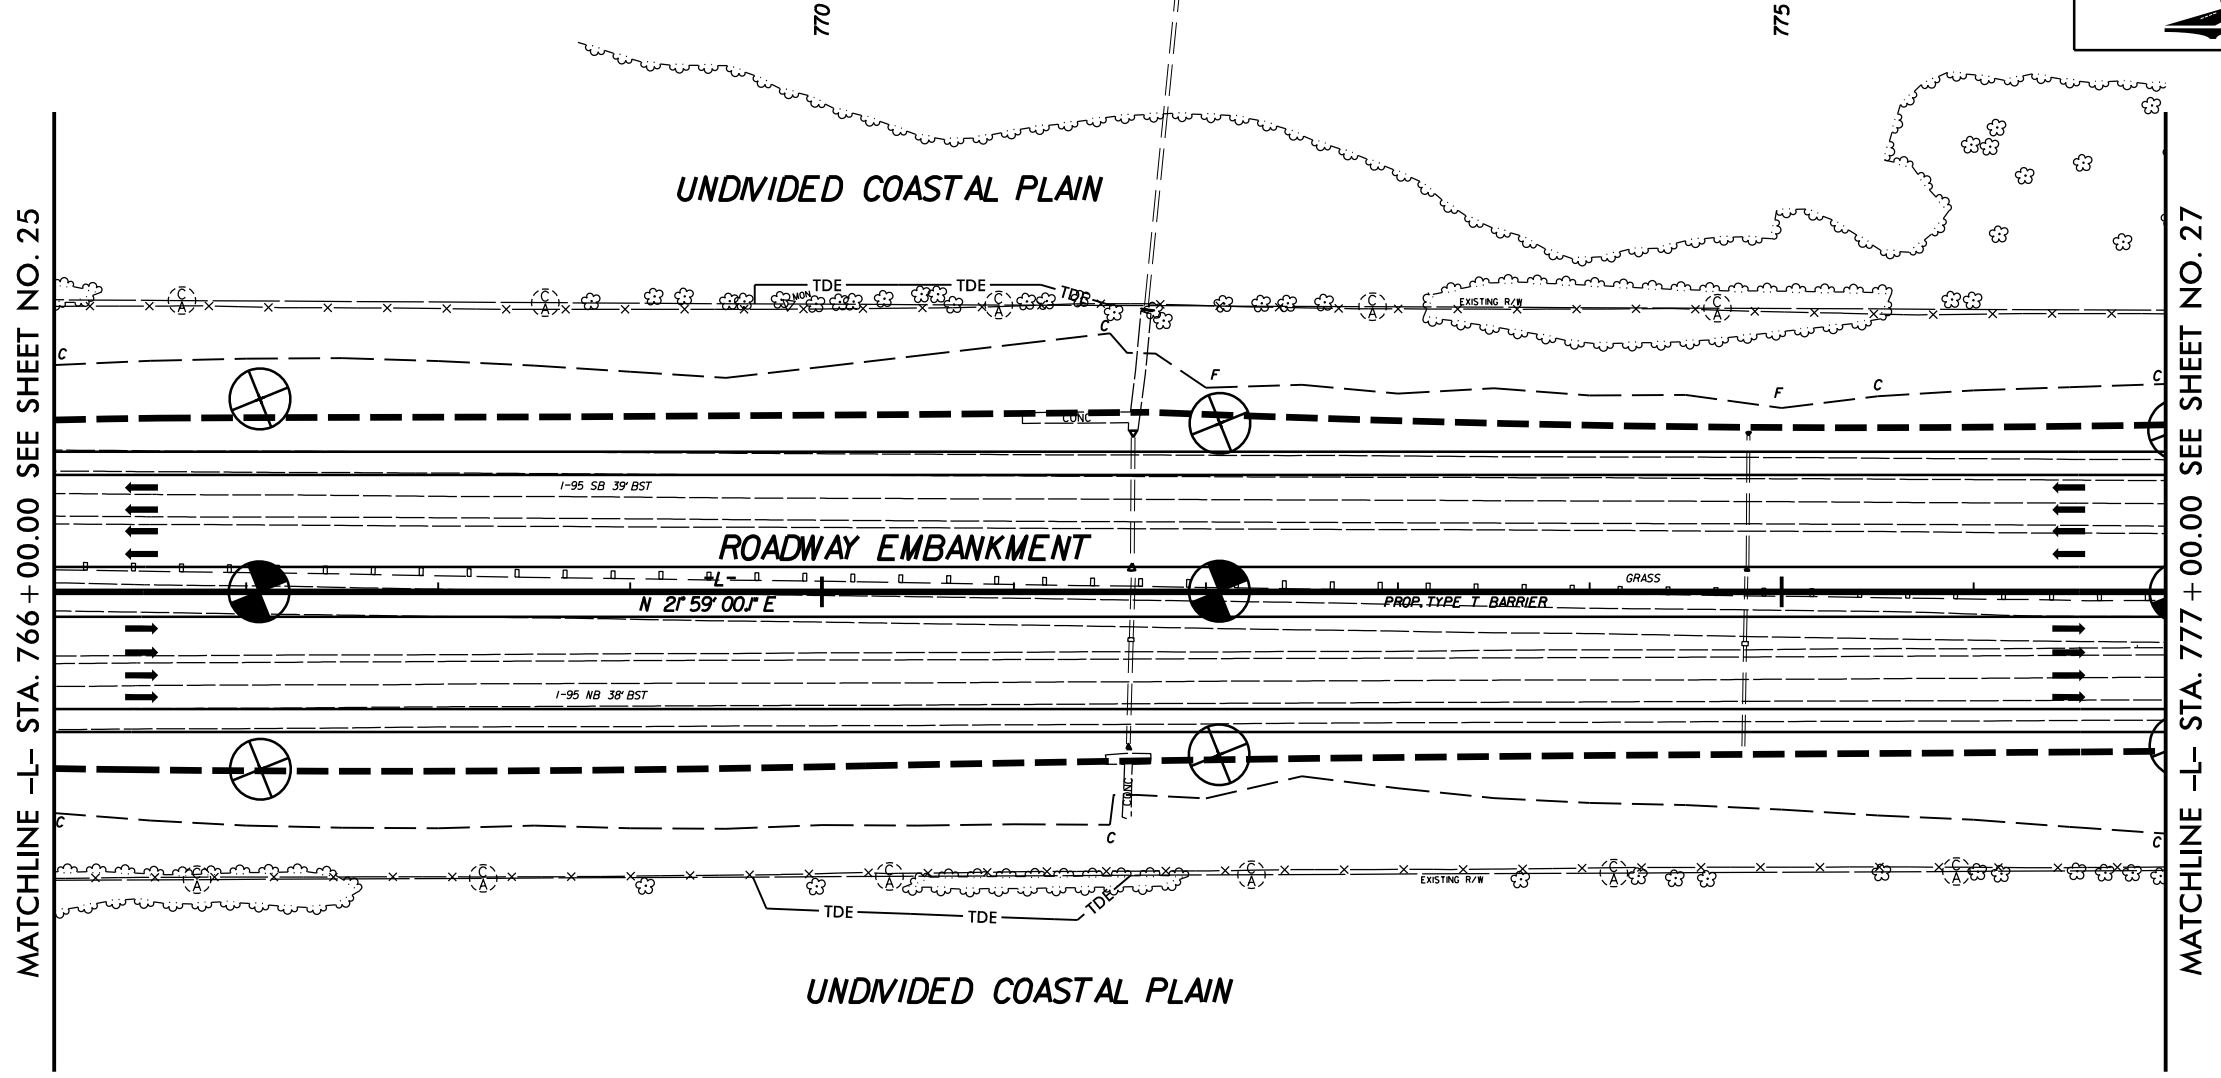 770
775
MATCHLINE -L- STA. 766+00.00 SEE SHEET NO. 25
UNDIVIDED COASTAL PLAIN
C
A
C
A
TDE
TDE
TDE
MON
C
A
C
A
EXISTING R/W
C
A
C
C
F
F
C
C
CONC
I-95 SB 39' BST
ROADWAY EMBANKMENT
-L-
GRASS
N 21° 59' 00.1" E
PROP. TYPE T BARRIER
I-95 NB 38' BST
CONC
C
C
C
C
A
C
A
C
A
C
A
C
A
C
A
EXISTING R/W
TDE
TDE
TDE
UNDIVIDED COASTAL PLAIN
MATCHLINE -L- STA. 777+00.00 SEE SHEET NO. 27